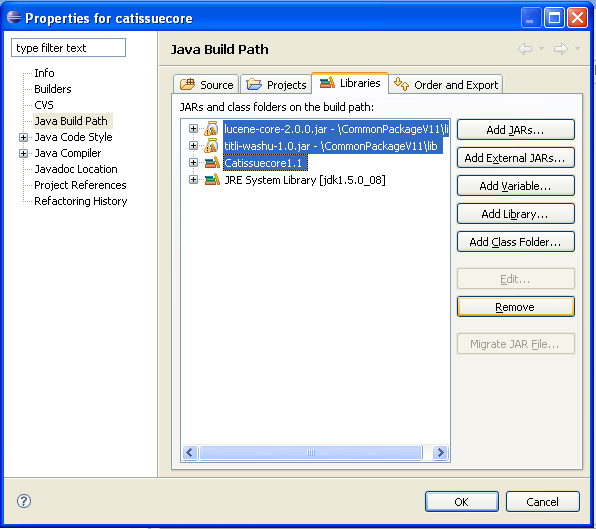 Properties for catissuecore
type filter text
Info
Builders
CVS
Java Build Path
Java Code Style
Java Compiler
Javadoc Location
Project References
Refactoring History
Java Build Path
Source
Projects
Libraries
Order and Export
JARs and class folders on the build path:
lucene-core-2.0.0.jar - \CommonPackageV11\li
titli-washu-1.0.jar - \CommonPackageV11\lib
Catissuecore1.1
JRE System Library [jdk1.5.0_08]
Add JARs...
Add External JARs...
Add Variable...
Add Library...
Add Class Folder...
Edit...
Remove
Migrate JAR File...
?
OK
Cancel